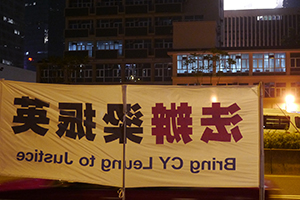 法辦梁振英
Bring CY Leung to Justice